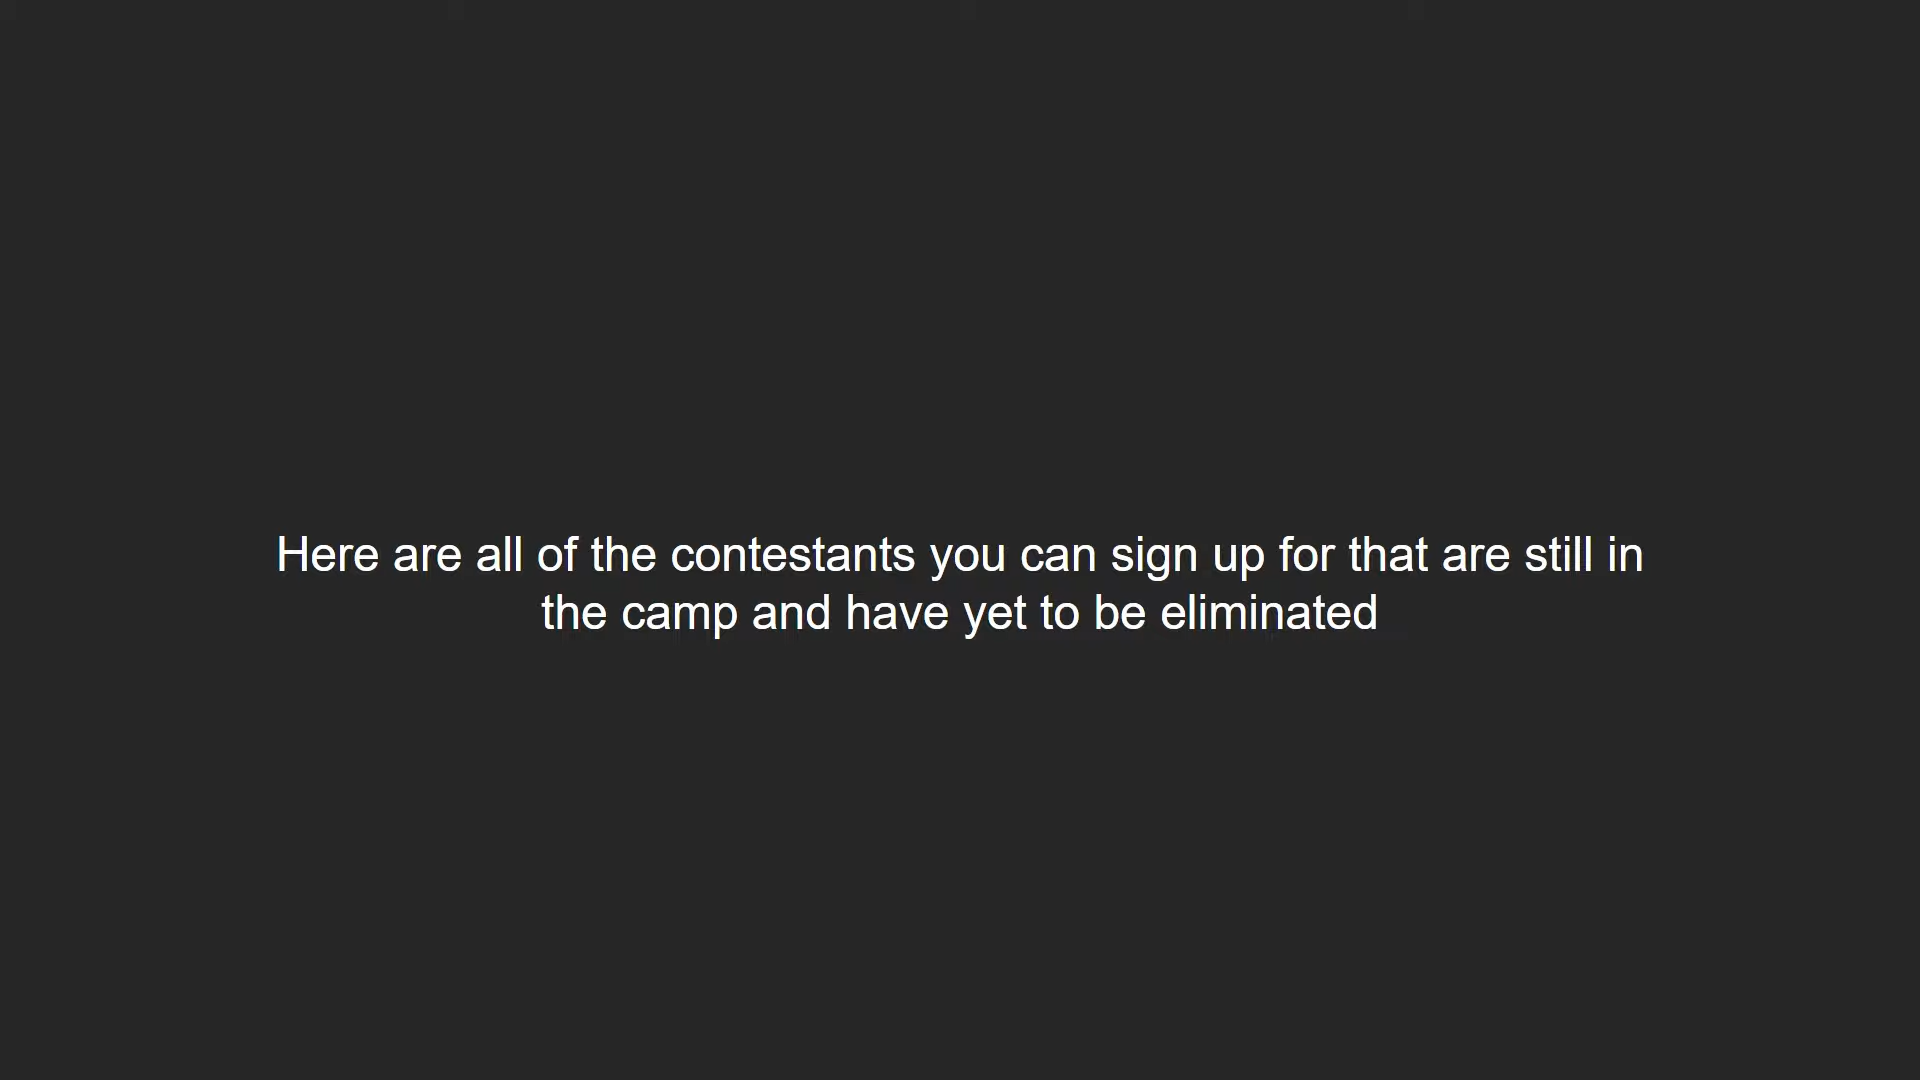 Here are all of the contestants you can sign up for that are still in
the camp and have yet to be eliminated